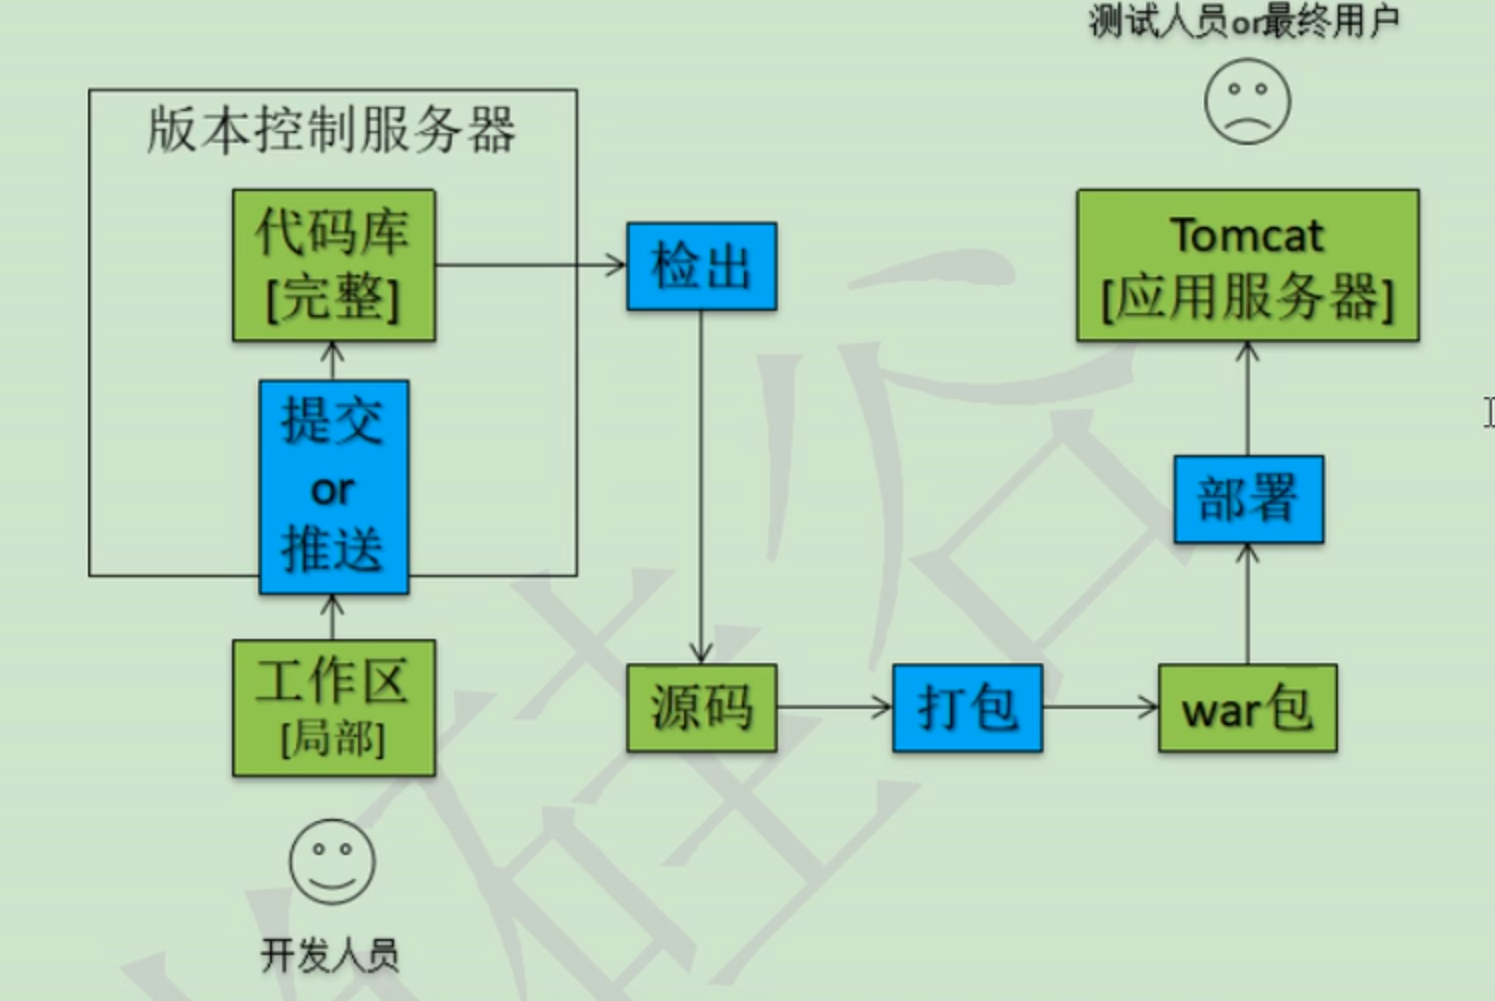 测试人员or最终用户
版本控制服务器
代码库
[完整]
检出
Tomcat
[应用服务器]
提交
or
推送
部署
工作区
[局部]
源码
打包
war包
开发人员